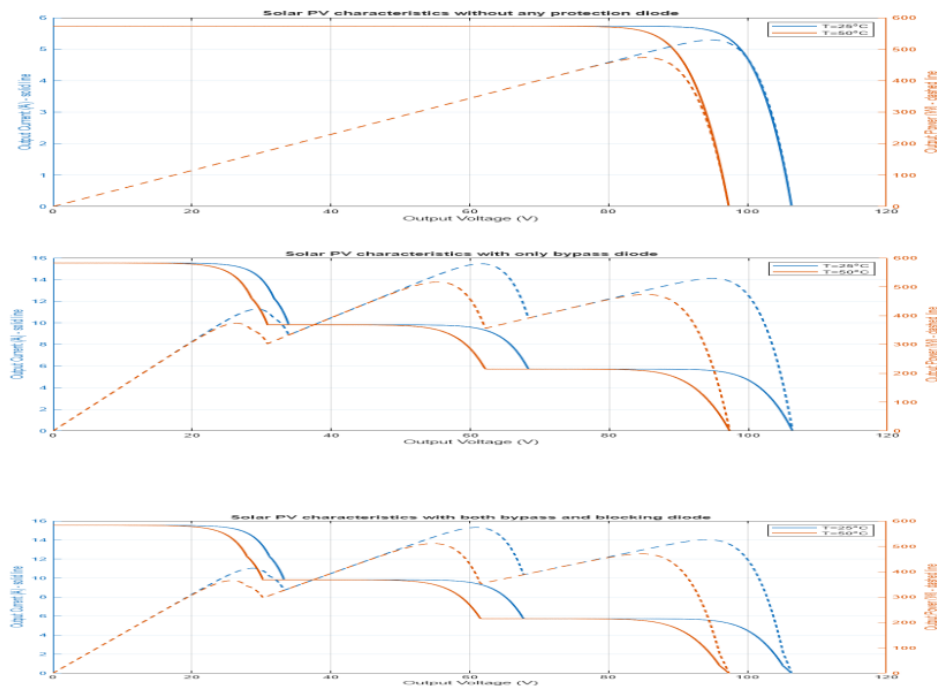 Solar PV characteristics without any protection diode
Output Current (A) - solid line
6
5
4
3
2
1
0
T=25°C
T=50°C
600
500
400
300
200
100
0
Output Power (W) - dashed line
0 20 40 60 80 100 120
Output Voltage (V)
Solar PV characteristics with only bypass diode
Output Current (A) - solid line
16
14
12
10
8
6
4
2
0
T=25°C
T=50°C
600
500
400
300
200
100
0
Output Power (W) - dashed line
0 20 40 60 80 100 120
Output Voltage (V)
Solar PV characteristics with both bypass and blocking diode
Output Current (A) - solid line
16
14
12
10
8
6
4
2
0
T=25°C
T=50°C
600
500
400
300
200
100
0
Output Power (W) - dashed line
0 20 40 60 80 100 120
Output Voltage (V)